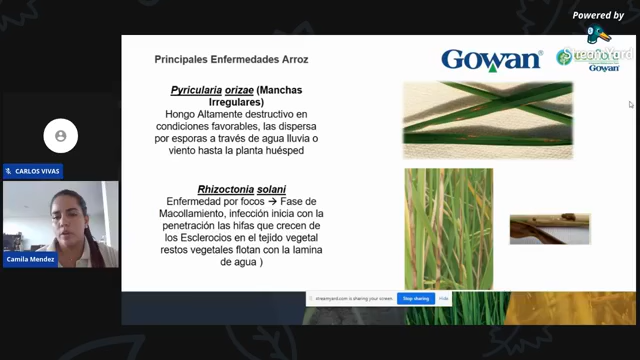 Powered by
StreamYard
Principales Enfermedades Arroz
Gowan®
Gowan
Pyricularia orizae (Manchas
Irregulares)
Hongo Altamente destructivo en
condiciones favorables, las dispersa
por esporas a través de agua lluvia o
viento hasta la planta huésped
Rhizoctonia solani
Enfermedad por focos → Fase de
Macollamiento, infección inicia con la
penetración las hifas que crecen de
los Esclerocios en el tejido vegetal
restos vegetales flotan con la lamina
de agua )
CARLOS VIVAS
Camila Mendez
streamyard.com is sharing your screen.
Stop sharing
Hide